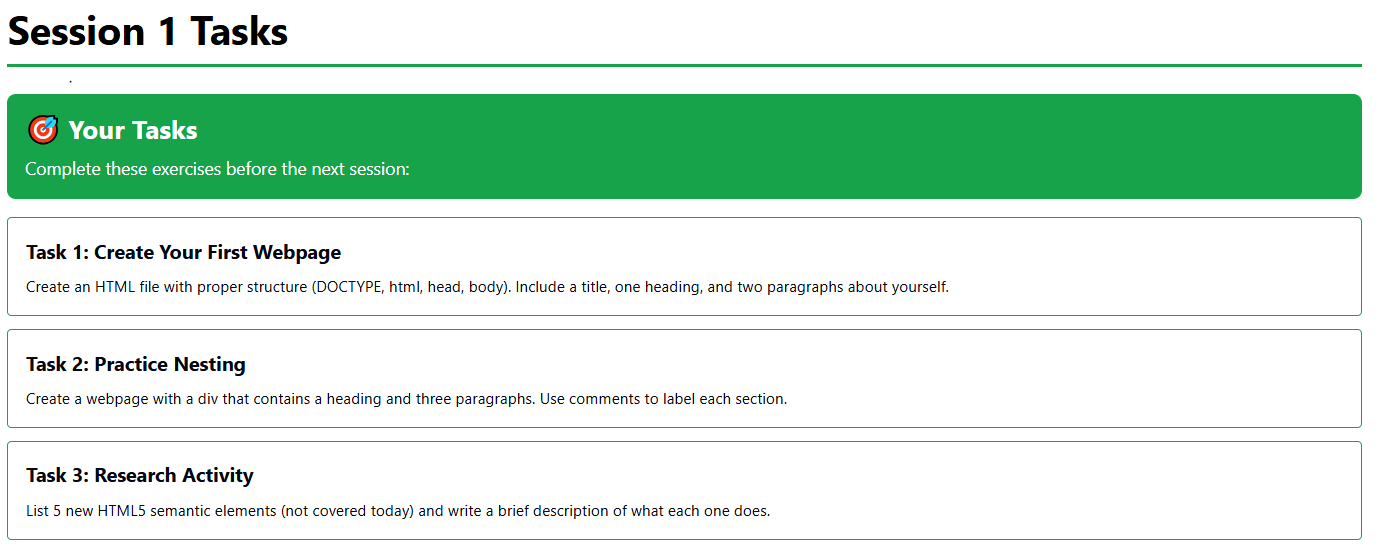 Session 1 Tasks
🎯 Your Tasks
Complete these exercises before the next session:
Task 1: Create Your First Webpage
Create an HTML file with proper structure (DOCTYPE, html, head, body). Include a title, one heading, and two paragraphs about yourself.
Task 2: Practice Nesting
Create a webpage with a div that contains a heading and three paragraphs. Use comments to label each section.
Task 3: Research Activity
List 5 new HTML5 semantic elements (not covered today) and write a brief description of what each one does.